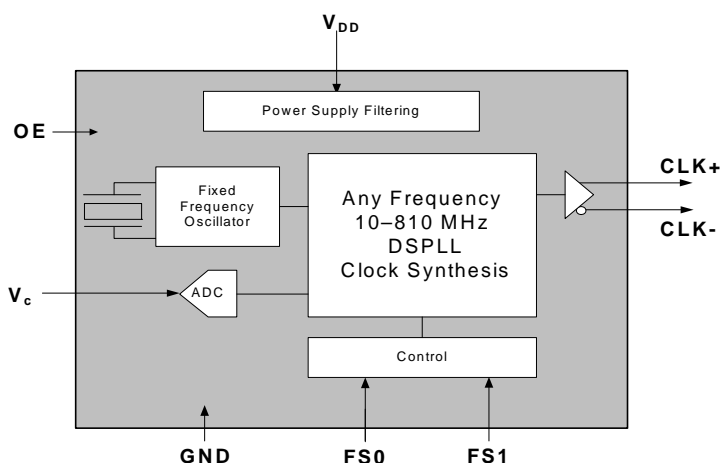 VDD
Power Supply Filtering
OE
CLK+
Fixed
Frequency
Oscillator
Any Frequency
10–810 MHz
DSPLL
Clock Synthesis
CLK-
ADC
Vc
Control
GND
FS0
FS1